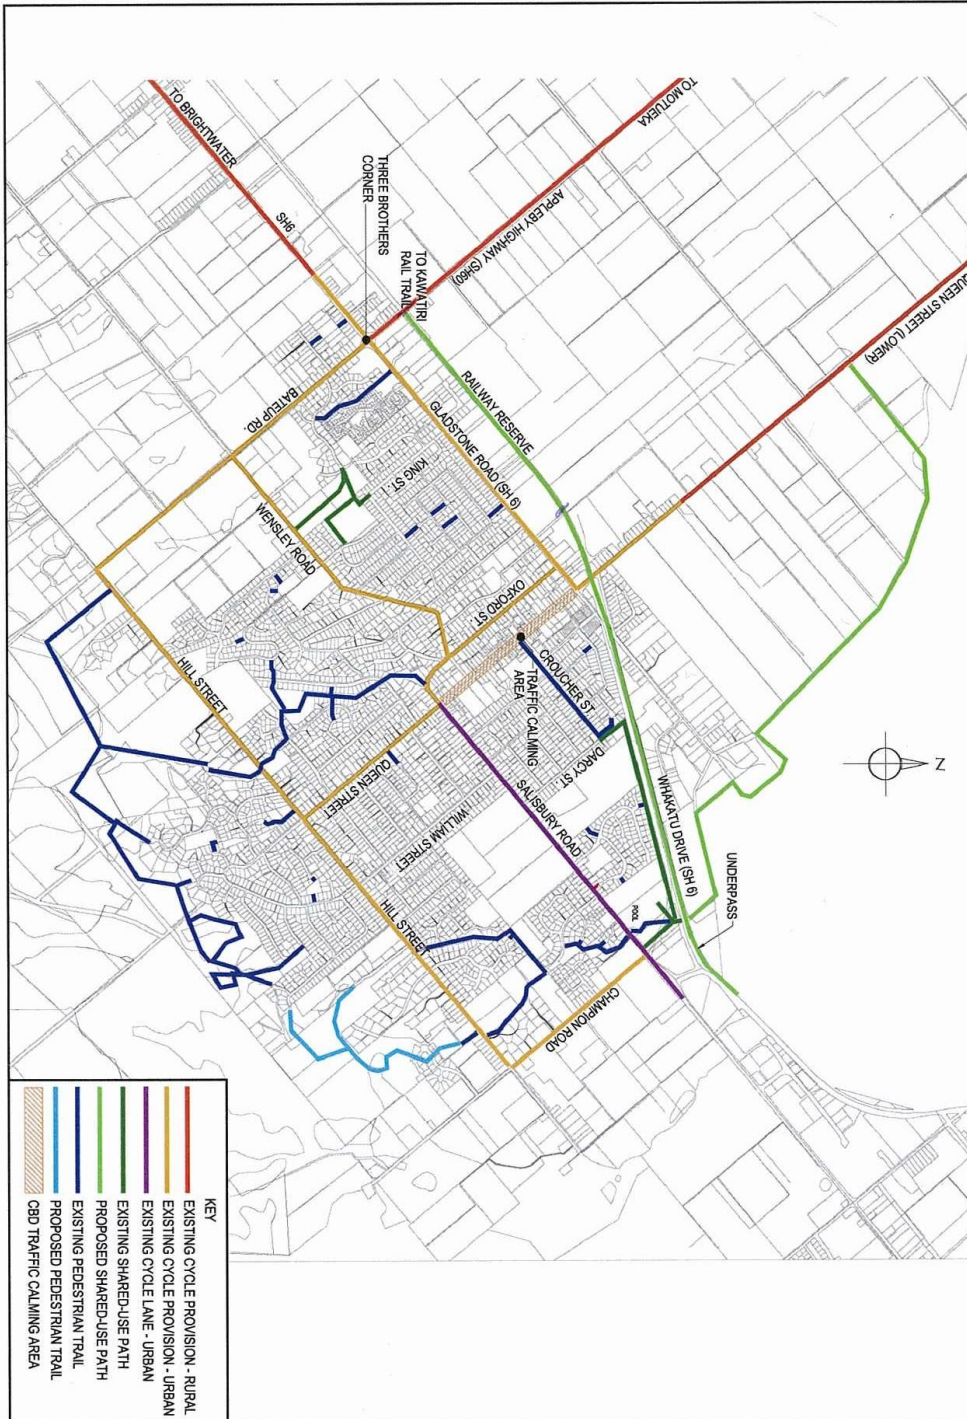 TO BRIGHTWATER
SH6
THREE BROTHERS
CORNER
TO KAWATIRI
RAIL TRAIL
TO MOTUEKA
APPLEBY HIGHWAY (SH60)
QUEEN STREET (LOWER)
RAILWAY RESERVE
GLADSTONE ROAD (SH 6)
BATEUP RD.
KING ST.
WENSLEY ROAD
OXFORD ST.
HILL STREET
CROUCHER ST
TRAFFIC CALMING
AREA
DARCY ST.
QUEEN STREET
WILLIAM STREET
SALISBURY ROAD
WHAKATU DRIVE (SH 6)
UNDERPASS
POOL
HILL STREET
CHAMPION ROAD
Z
KEY
EXISTING CYCLE PROVISION - RURAL
EXISTING CYCLE PROVISION - URBAN
EXISTING CYCLE LANE - URBAN
EXISTING SHARED-USE PATH
PROPOSED SHARED-USE PATH
EXISTING PEDESTRIAN TRAIL
PROPOSED PEDESTRIAN TRAIL
CBD TRAFFIC CALMING AREA